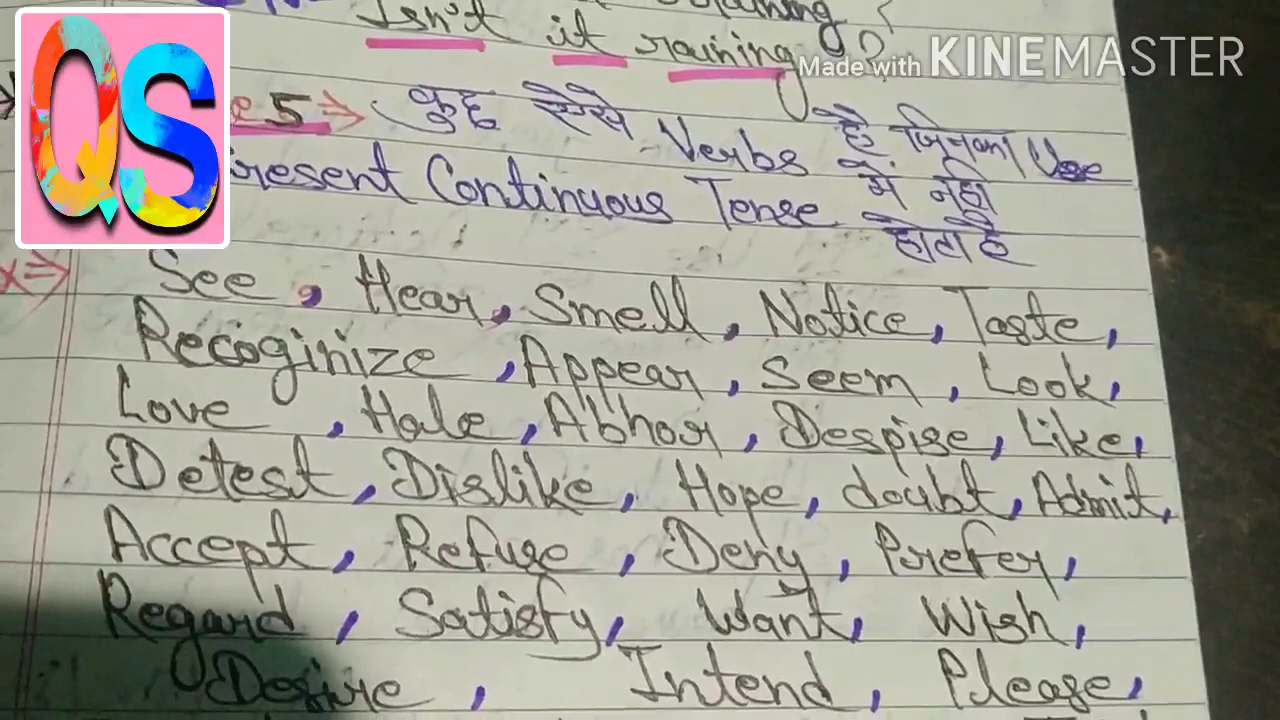 Isn't it raining?
Made with KINEMASTER
QS
e 5 ⇒ कुछ ऐसे Verbs है जिनका Use
Present Continuous Tense में नही होता है
x ⇒ See, Hear, Smell, Notice, Taste,
Recoginize, Appear, Seem, Look,
Love, Hale, Abhor, Despise, Like,
Detest, Dislike, Hope, doubt, Admit,
Accept, Refuse, Deny, Prefer,
Regard, Satisfy, Want, Wish,
Desire, Intend, Please,